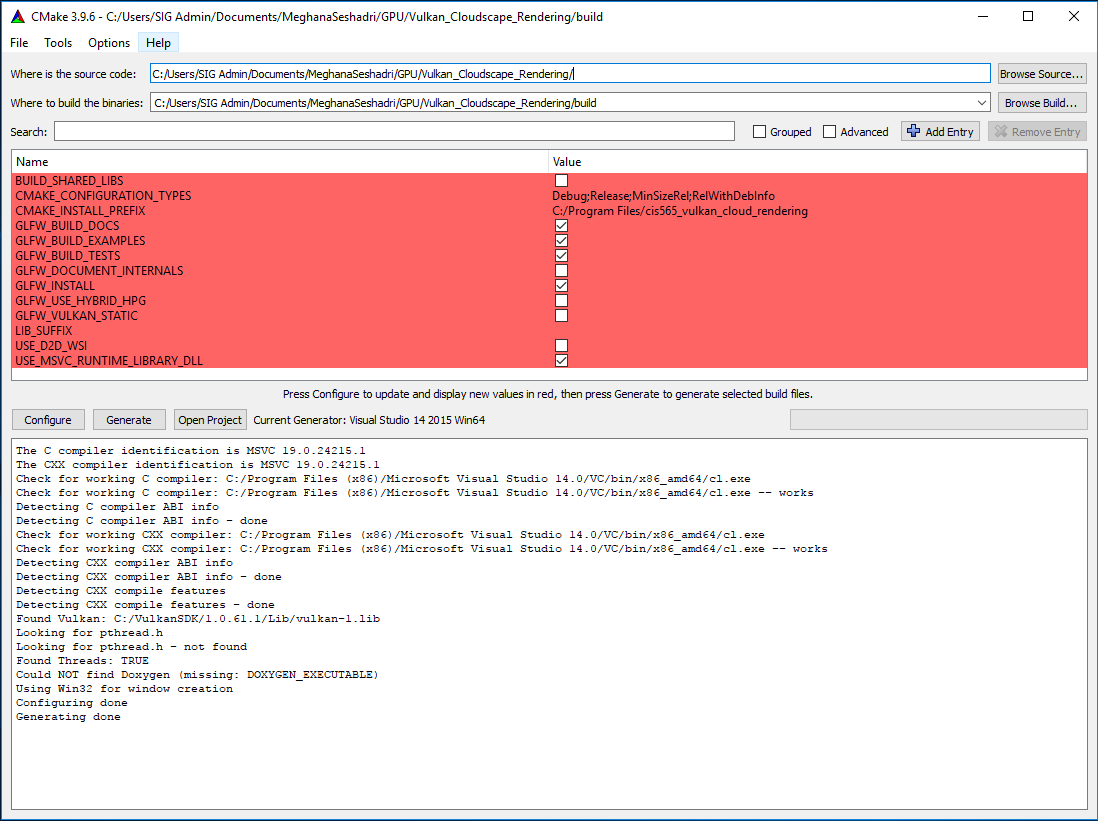 CMake 3.9.6 - C:/Users/SIG Admin/Documents/MeghanaSeshadri/GPU/Vulkan_Cloudscape_Rendering/build
File Tools Options Help
Where is the source code: C:/Users/SIG Admin/Documents/MeghanaSeshadri/GPU/Vulkan_Cloudscape_Rendering/ Browse Source...
Where to build the binaries: C:/Users/SIG Admin/Documents/MeghanaSeshadri/GPU/Vulkan_Cloudscape_Rendering/build Browse Build...
Search: Grouped Advanced Add Entry Remove Entry
Name Value
BUILD_SHARED_LIBS
CMAKE_CONFIGURATION_TYPES Debug;Release;MinSizeRel;RelWithDebInfo
CMAKE_INSTALL_PREFIX C:/Program Files/cis565_vulkan_cloud_rendering
GLFW_BUILD_DOCS
GLFW_BUILD_EXAMPLES
GLFW_BUILD_TESTS
GLFW_DOCUMENT_INTERNALS
GLFW_INSTALL
GLFW_USE_HYBRID_HPG
GLFW_VULKAN_STATIC
LIB_SUFFIX
USE_D2D_WSI
USE_MSVC_RUNTIME_LIBRARY_DLL
Press Configure to update and display new values in red, then press Generate to generate selected build files.
Configure Generate Open Project Current Generator: Visual Studio 14 2015 Win64
The C compiler identification is MSVC 19.0.24215.1
The CXX compiler identification is MSVC 19.0.24215.1
Check for working C compiler: C:/Program Files (x86)/Microsoft Visual Studio 14.0/VC/bin/x86_amd64/cl.exe
Check for working C compiler: C:/Program Files (x86)/Microsoft Visual Studio 14.0/VC/bin/x86_amd64/cl.exe -- works
Detecting C compiler ABI info
Detecting C compiler ABI info - done
Check for working CXX compiler: C:/Program Files (x86)/Microsoft Visual Studio 14.0/VC/bin/x86_amd64/cl.exe
Check for working CXX compiler: C:/Program Files (x86)/Microsoft Visual Studio 14.0/VC/bin/x86_amd64/cl.exe -- works
Detecting CXX compiler ABI info
Detecting CXX compiler ABI info - done
Detecting CXX compile features
Detecting CXX compile features - done
Found Vulkan: C:/VulkanSDK/1.0.61.1/Lib/vulkan-1.lib
Looking for pthread.h
Looking for pthread.h - not found
Found Threads: TRUE
Could NOT find Doxygen (missing: DOXYGEN_EXECUTABLE)
Using Win32 for window creation
Configuring done
Generating done